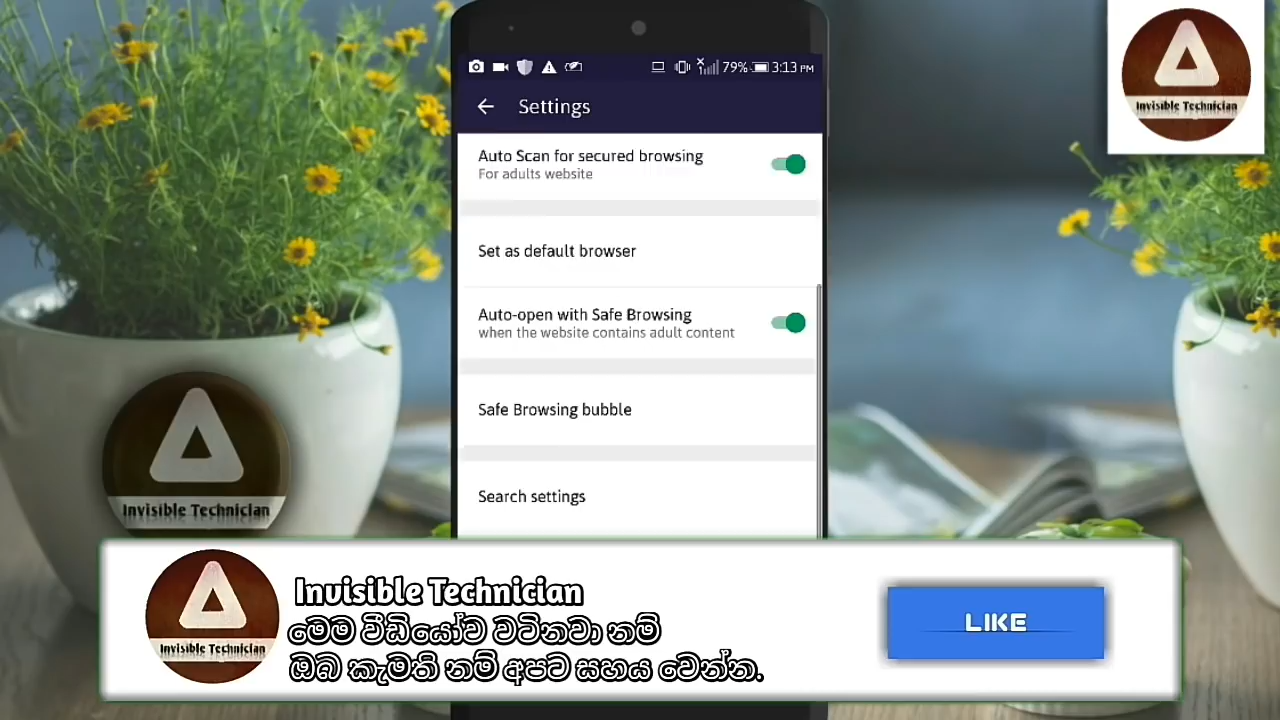 79% 3:13 PM
Settings
Auto Scan for secured browsing
For adults website
Set as default browser
Auto-open with Safe Browsing
when the website contains adult content
Safe Browsing bubble
Search settings
Invisible Technician
Invisible Technician
Invisible Technician
Invisible Technician
මෙම වීඩියෝව වටිනවා නම්
ඔබ කැමති නම් අපට සහය වෙන්න.
LIKE